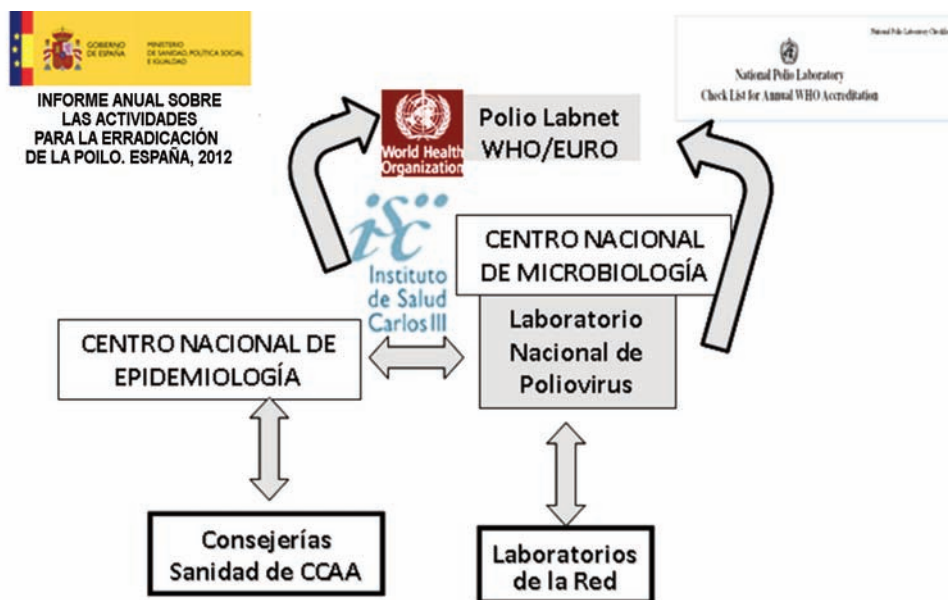 GOBIERNO
DE ESPAÑA
MINISTERIO
DE SANIDAD, POLÍTICA SOCIAL
E IGUALDAD
INFORME ANUAL SOBRE
LAS ACTIVIDADES
PARA LA ERRADICACIÓN
DE LA POILO. ESPAÑA, 2012
National Polio Laboratory
National Polio Laboratory
Check List for Annual WHO Accreditation
World Health
Organization
Polio Labnet
WHO/EURO
isc
Instituto
de Salud
Carlos III
CENTRO NACIONAL
DE MICROBIOLOGÍA
Laboratorio
Nacional de
Poliovirus
CENTRO NACIONAL DE
EPIDEMIOLOGÍA
Consejerías
Sanidad de CCAA
Laboratorios
de la Red